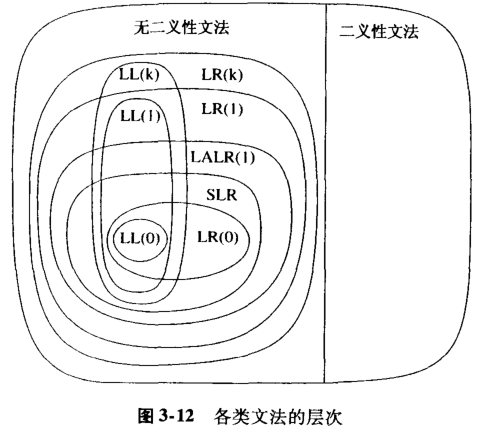 无二义性文法 二义性文法
LL(k) LR(k)
LL(1) LR(1)
LALR(1)
SLR
LL(0) LR(0)
图 3-12 各类文法的层次